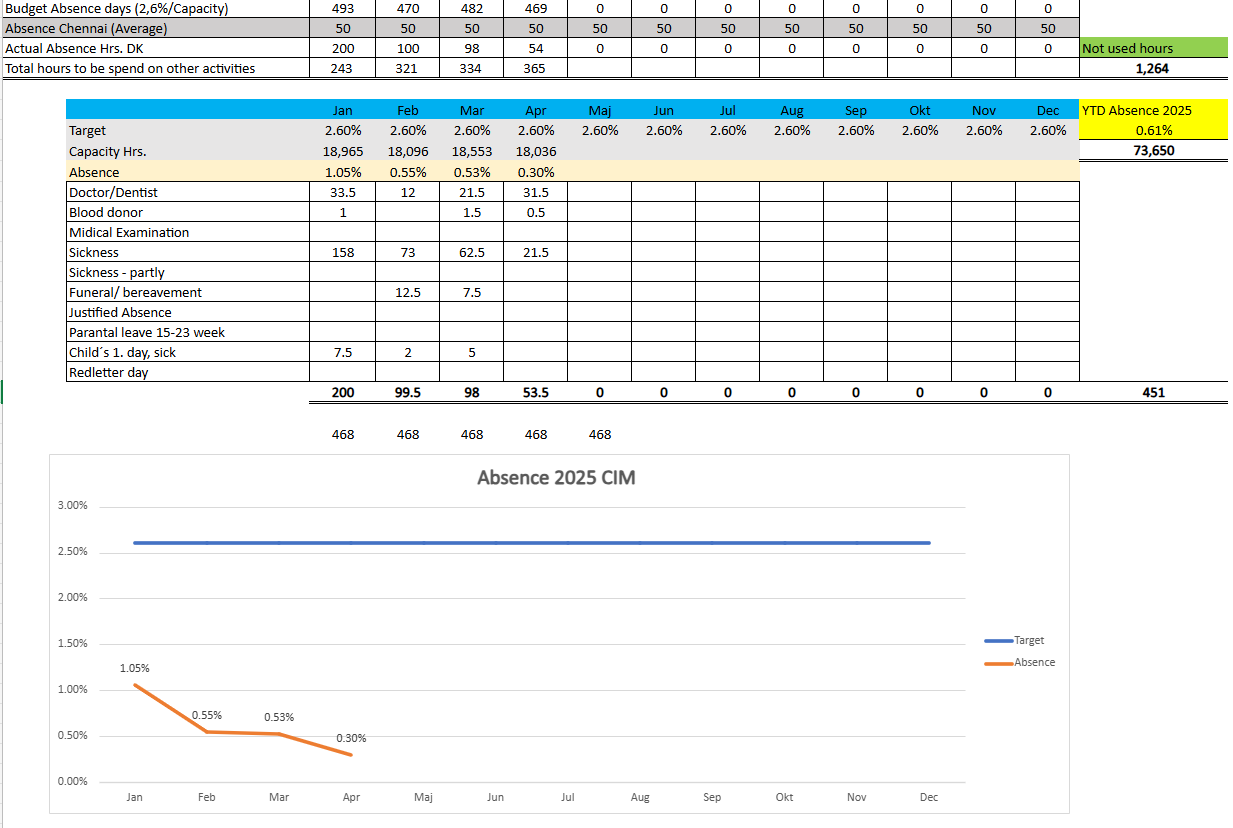 Budget Absence days (2,6%/Capacity) 493 470 482 469 0 0 0 0 0 0 0 0
Absence Chennai (Average) 50 50 50 50 50 50 50 50 50 50 50 50
Actual Absence Hrs. DK 200 100 98 54 0 0 0 0 0 0 0 0 Not used hours
Total hours to be spend on other activities 243 321 334 365 1,264
Jan Feb Mar Apr Maj Jun Jul Aug Sep Okt Nov Dec YTD Absence 2025
Target 2.60% 2.60% 2.60% 2.60% 2.60% 2.60% 2.60% 2.60% 2.60% 2.60% 2.60% 2.60% 0.61%
Capacity Hrs. 18,965 18,096 18,553 18,036 73,650
Absence 1.05% 0.55% 0.53% 0.30%
Doctor/Dentist 33.5 12 21.5 31.5
Blood donor 1 1.5 0.5
Midical Examination
Sickness 158 73 62.5 21.5
Sickness - partly
Funeral/ bereavement 12.5 7.5
Justified Absence
Parantal leave 15-23 week
Child´s 1. day, sick 7.5 2 5
Redletter day
200 99.5 98 53.5 0 0 0 0 0 0 0 0 451
468 468 468 468 468
Absence 2025 CIM
3.00%
2.50%
2.00%
1.50%
1.00%
0.50%
0.00%
1.05%
0.55%
0.53%
0.30%
Jan Feb Mar Apr Maj Jun Jul Aug Sep Okt Nov Dec
Target
Absence